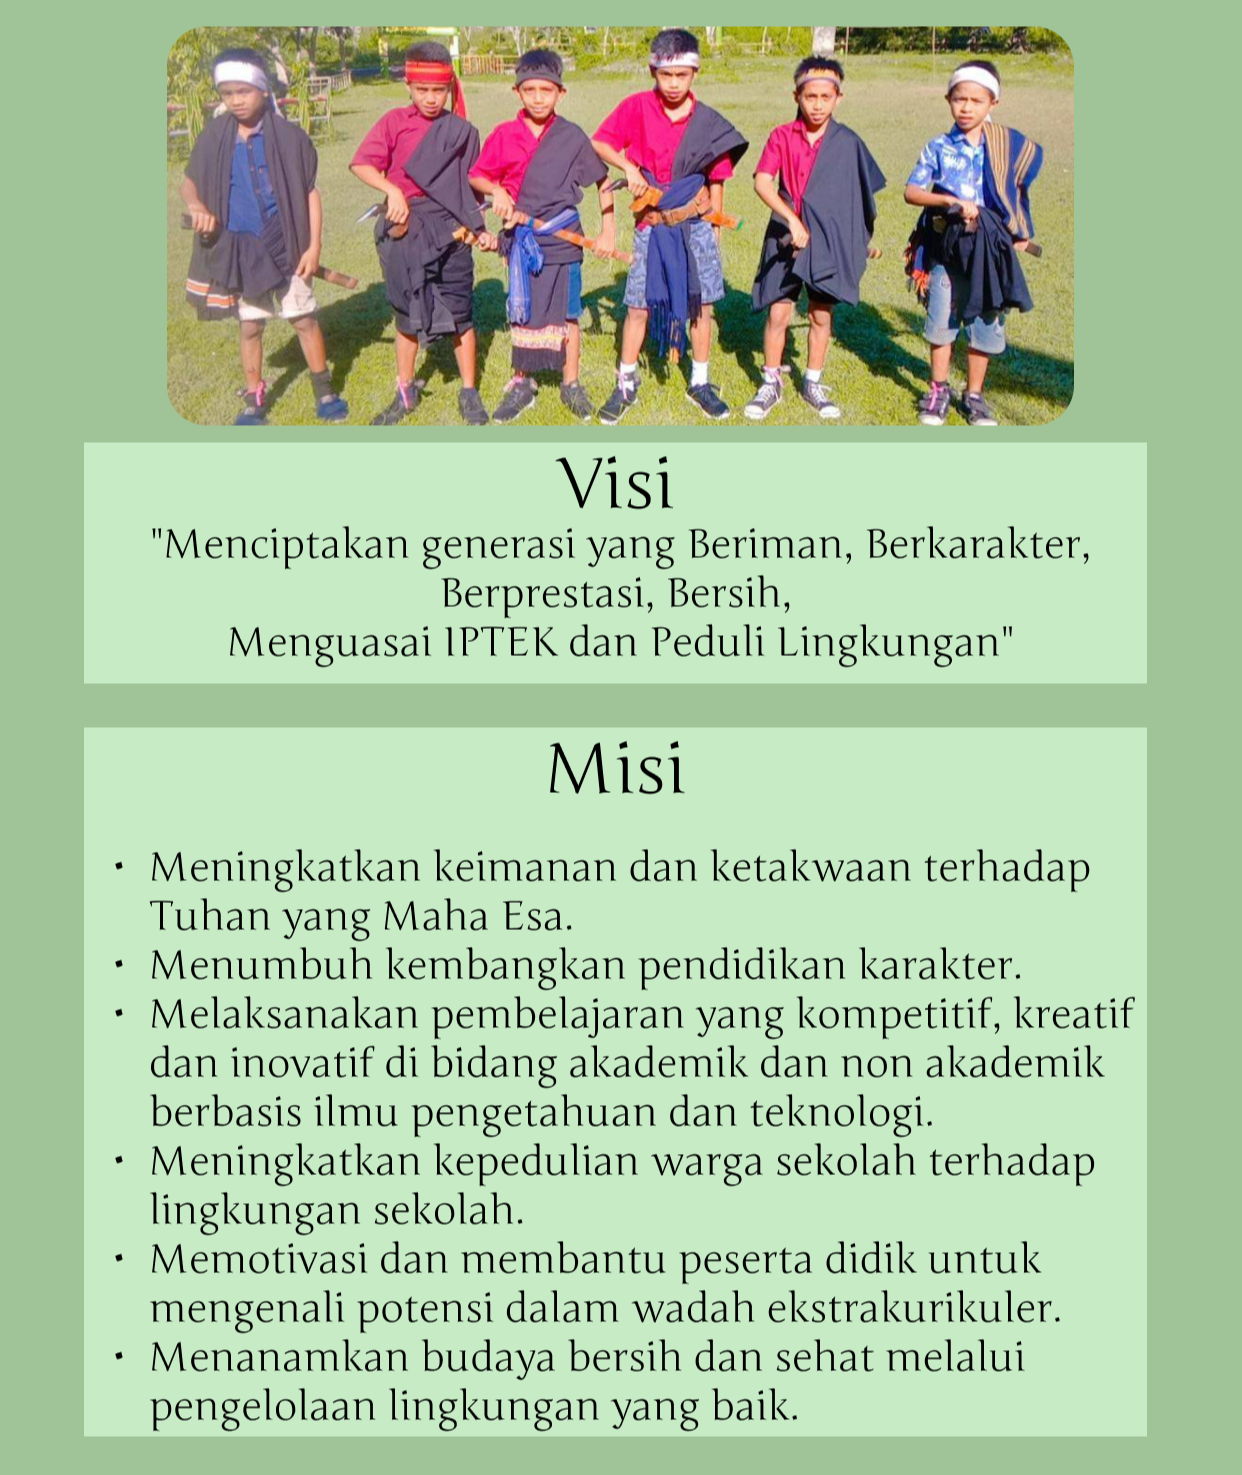 Visi
"Menciptakan generasi yang Beriman, Berkarakter,
Berprestasi, Bersih,
Menguasai IPTEK dan Peduli Lingkungan"
Misi
• Meningkatkan keimanan dan ketakwaan terhadap
Tuhan yang Maha Esa.
• Menumbuh kembangkan pendidikan karakter.
• Melaksanakan pembelajaran yang kompetitif, kreatif
dan inovatif di bidang akademik dan non akademik
berbasis ilmu pengetahuan dan teknologi.
• Meningkatkan kepedulian warga sekolah terhadap
lingkungan sekolah.
• Memotivasi dan membantu peserta didik untuk
mengenali potensi dalam wadah ekstrakurikuler.
• Menanamkan budaya bersih dan sehat melalui
pengelolaan lingkungan yang baik.